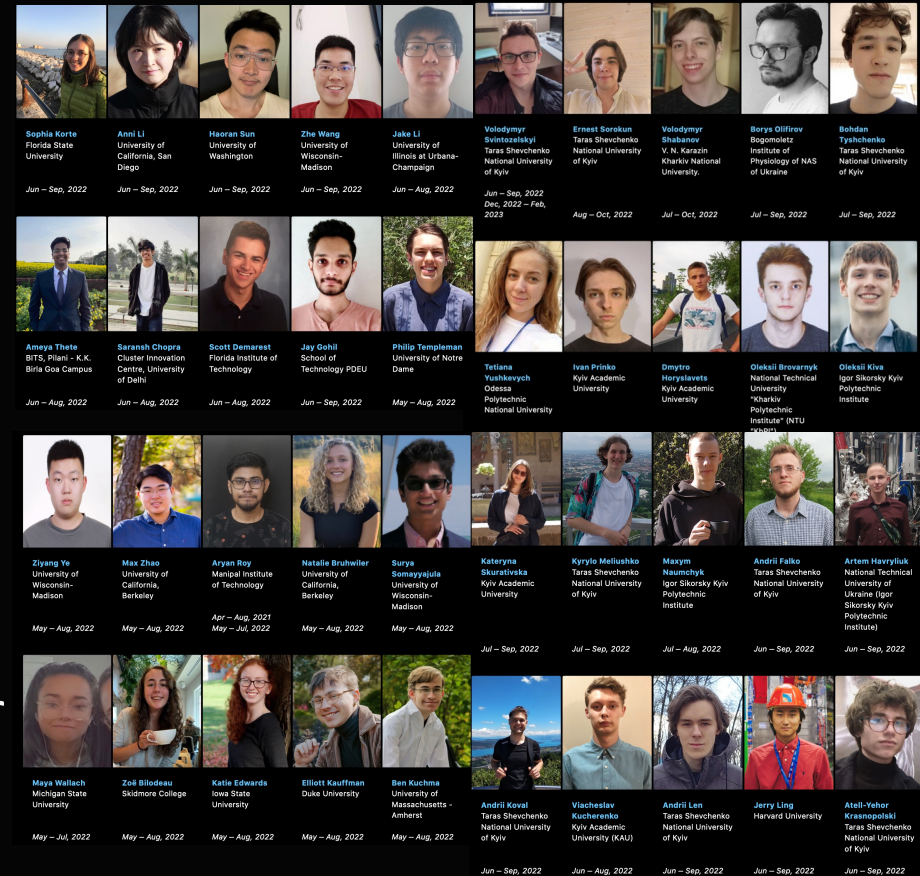 Sophia Korte
Florida State
University
Jun – Sep, 2022
Anni Li
University of
California, San
Diego
Jun – Sep, 2022
Haoran Sun
University of
Washington
Jun – Sep, 2022
Zhe Wang
University of
Wisconsin-
Madison
Jun – Sep, 2022
Jake Li
University of
Illinois at Urbana-
Champaign
Jun – Aug, 2022
Volodymyr
Svintozelskyi
Taras Shevchenko
National University
of Kyiv
Jun – Sep, 2022
Dec, 2022 – Feb,
2023
Ernest Sorokun
Taras Shevchenko
National University
of Kyiv
Aug – Oct, 2022
Volodymyr
Shabanov
V. N. Karazin
Kharkiv National
University.
Jul – Oct, 2022
Borys Olifirov
Bogomoletz
Institute of
Physiology of NAS
of Ukraine
Jul – Sep, 2022
Bohdan
Tyshchenko
Taras Shevchenko
National University
of Kyiv
Jul – Sep, 2022
Ameya Thete
BITS, Pilani - K.K.
Birla Goa Campus
Jun – Aug, 2022
Saransh Chopra
Cluster Innovation
Centre, University
of Delhi
Jun – Aug, 2022
Scott Demarest
Florida Institute of
Technology
Jun – Aug, 2022
Jay Gohil
School of
Technology PDEU
Jun – Sep, 2022
Philip Templeman
University of Notre
Dame
May – Aug, 2022
Tetiana
Yushkevych
Odessa
Polytechnic
National University
Ivan Prinko
Kyiv Academic
University
Dmytro
Horyslavets
Kyiv Academic
University
Oleksii Brovarnyk
National Technical
University
"Kharkiv
Polytechnic
Institute" (NTU
"KhPI")
Oleksii Kiva
Igor Sikorsky Kyiv
Polytechnic
Institute
Ziyang Ye
University of
Wisconsin-
Madison
May – Aug, 2022
Max Zhao
University of
California,
Berkeley
May – Aug, 2022
Aryan Roy
Manipal Institute
of Technology
Apr – Aug, 2021
May – Jul, 2022
Natalie Bruhwiler
University of
California,
Berkeley
May – Aug, 2022
Surya
Somayyajula
University of
Wisconsin-
Madison
May – Aug, 2022
Kateryna
Skurativska
Kyiv Academic
University
Jul – Sep, 2022
Kyrylo Meliushko
Taras Shevchenko
National University
of Kyiv
Jul – Sep, 2022
Maxym
Naumchyk
Igor Sikorsky Kyiv
Polytechnic
Institute
Jul – Aug, 2022
Andrii Falko
Taras Shevchenko
National University
of Kyiv
Jun – Sep, 2022
Artem Havryliuk
National Technical
University of
Ukraine (Igor
Sikorsky Kyiv
Polytechnic
Institute)
Jun – Sep, 2022
Maya Wallach
Michigan State
University
May – Jul, 2022
Zoë Bilodeau
Skidmore College
May – Aug, 2022
Katie Edwards
Iowa State
University
May – Aug, 2022
Elliott Kauffman
Duke University
May – Aug, 2022
Ben Kuchma
University of
Massachusetts -
Amherst
May – Aug, 2022
Andrii Koval
Taras Shevchenko
National University
of Kyiv
Jun – Sep, 2022
Viacheslav
Kucherenko
Kyiv Academic
University (KAU)
Jun – Aug, 2022
Andrii Len
Taras Shevchenko
National University
of Kyiv
Jun – Sep, 2022
Jerry Ling
Harvard University
Jun – Sep, 2022
Atell-Yehor
Krasnopolski
Taras Shevchenko
National University
of Kyiv
Jun – Sep, 2022